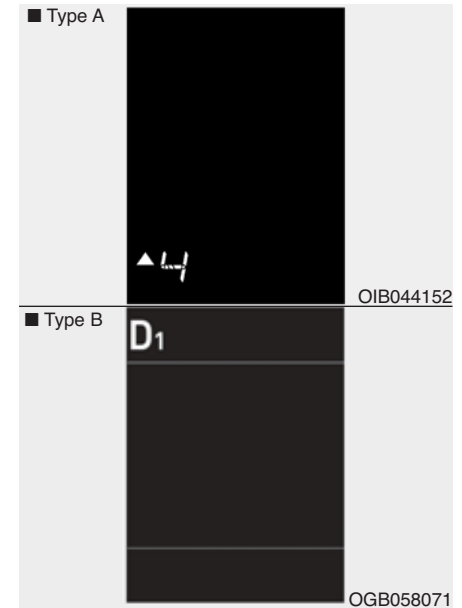 ■ Type A
▲4
OIB044152
■ Type B
D1
OGB058071